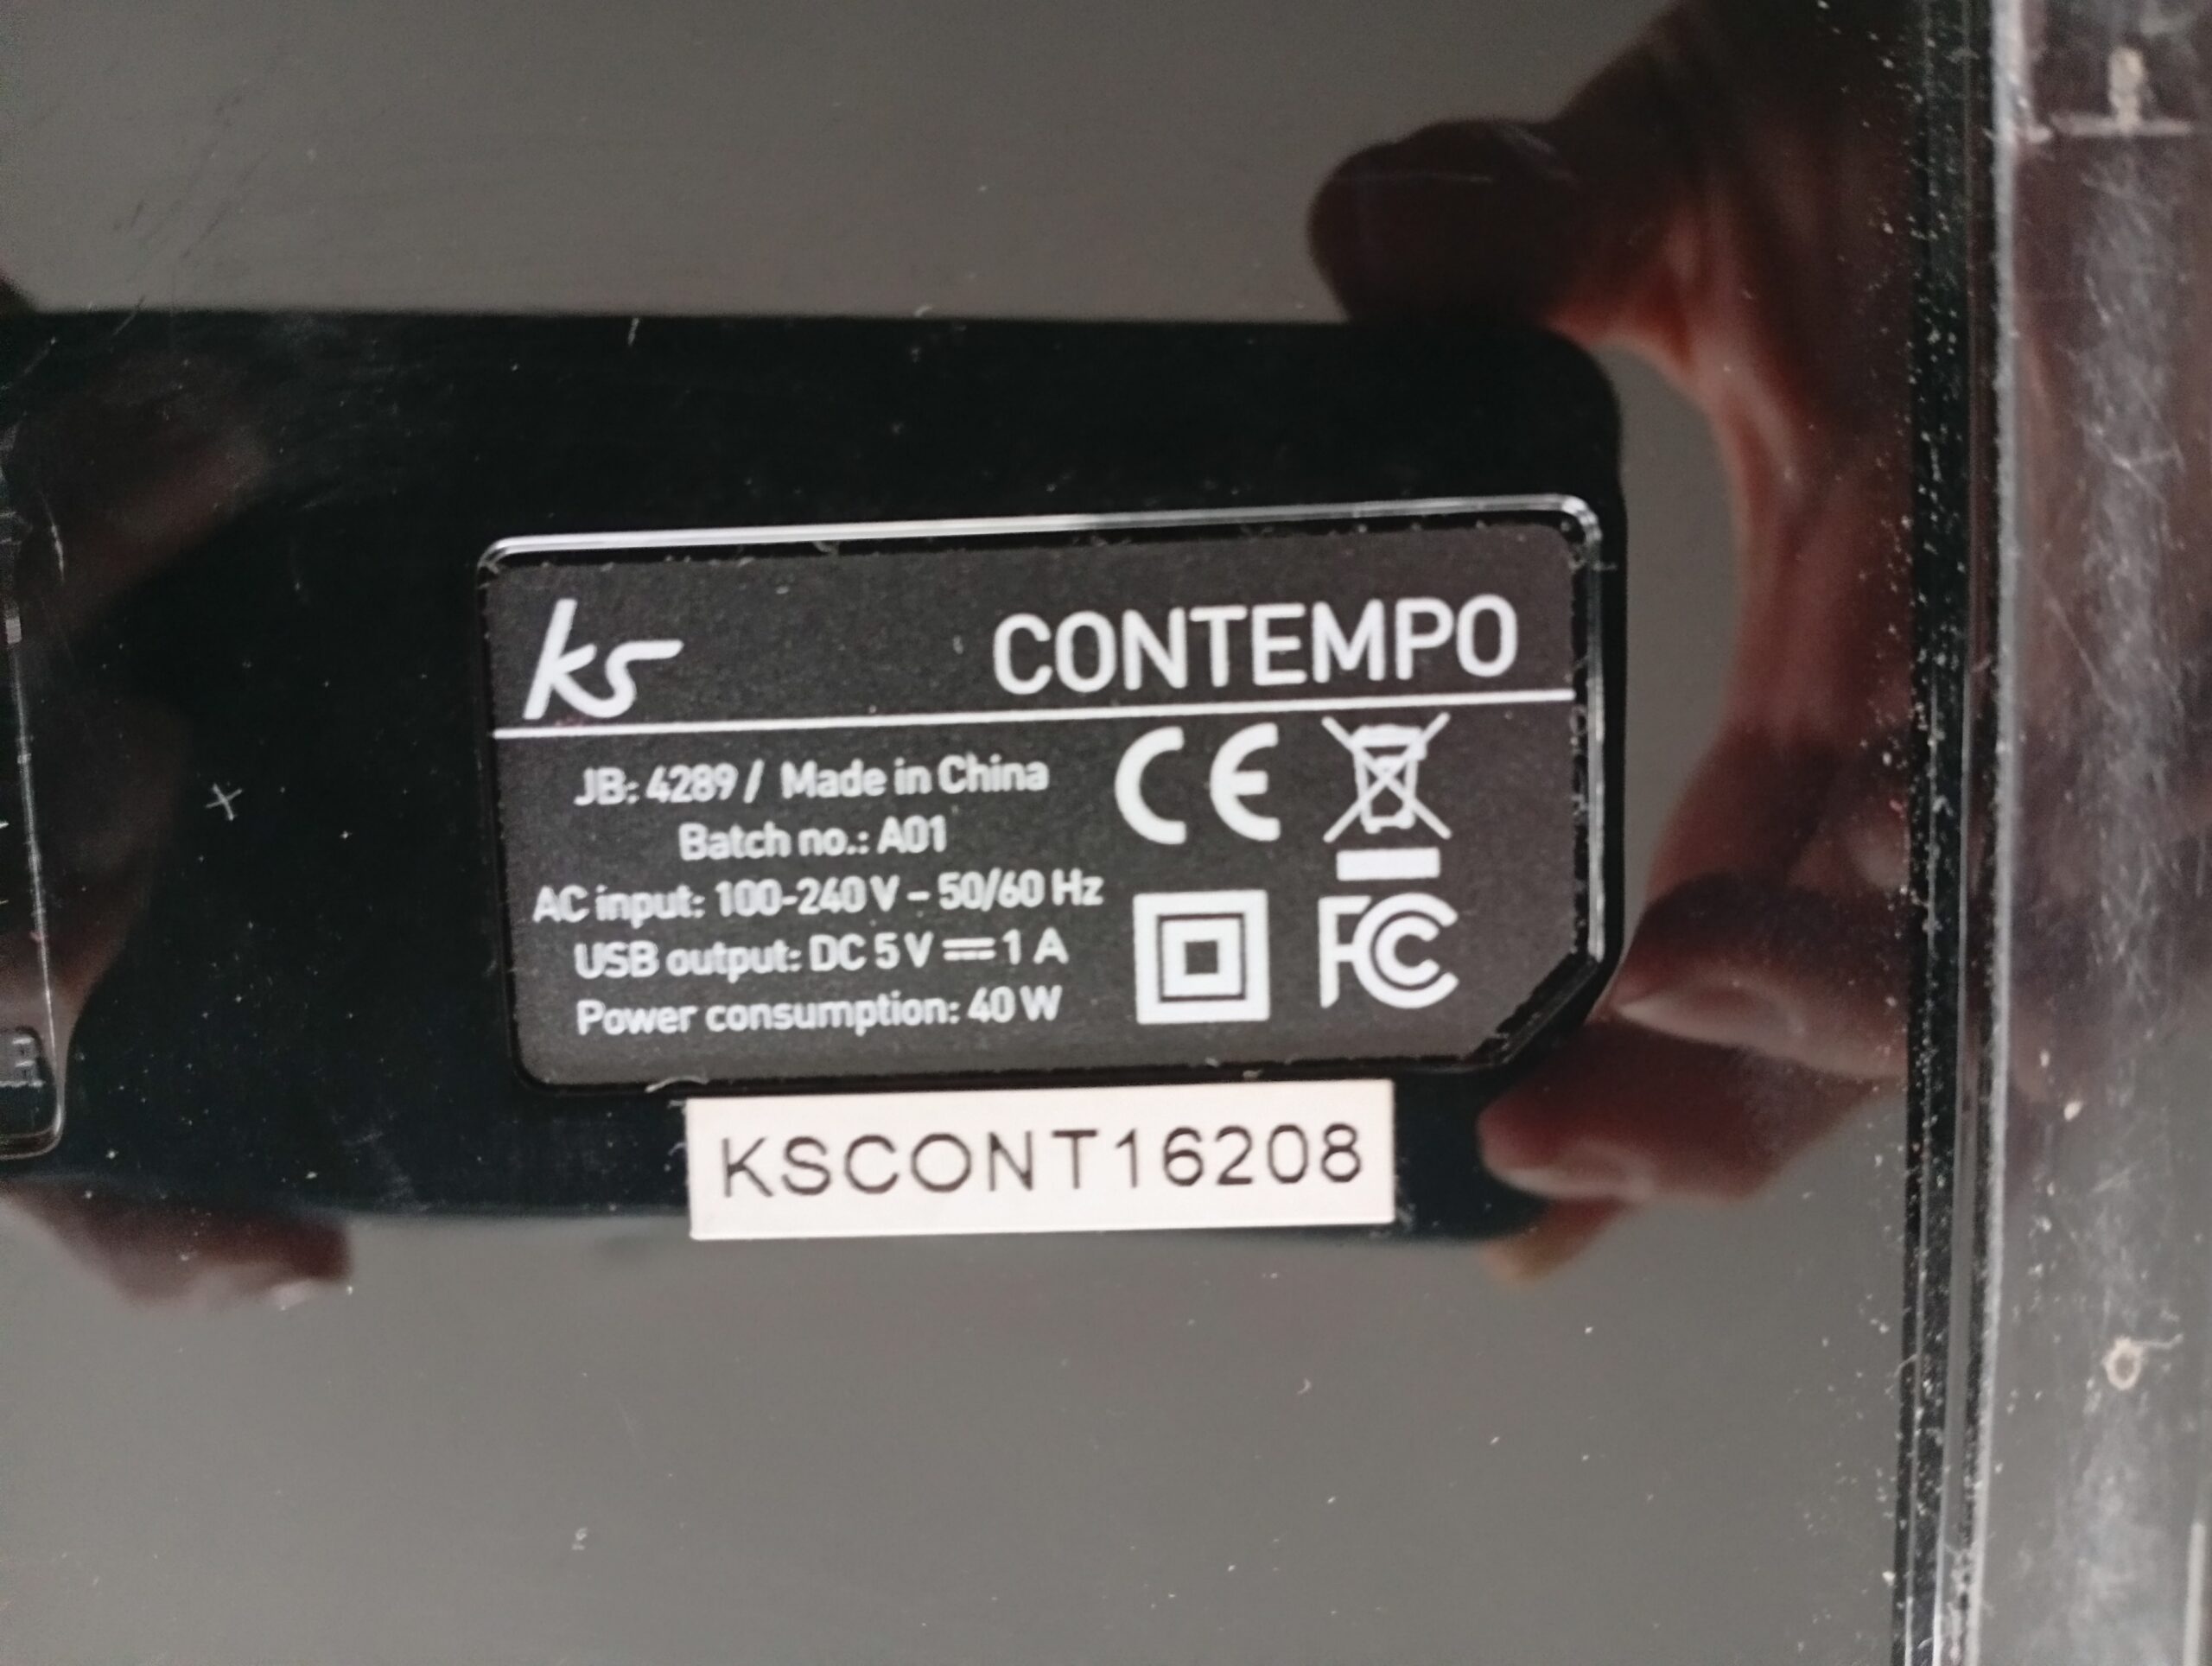 ks CONTEMPO
JB: 4289 / Made in China
Batch no.: A01
AC input: 100-240 V – 50/60 Hz
USB output: DC 5 V ⎓ 1 A
Power consumption: 40 W
CE
FC
KSCONT16208